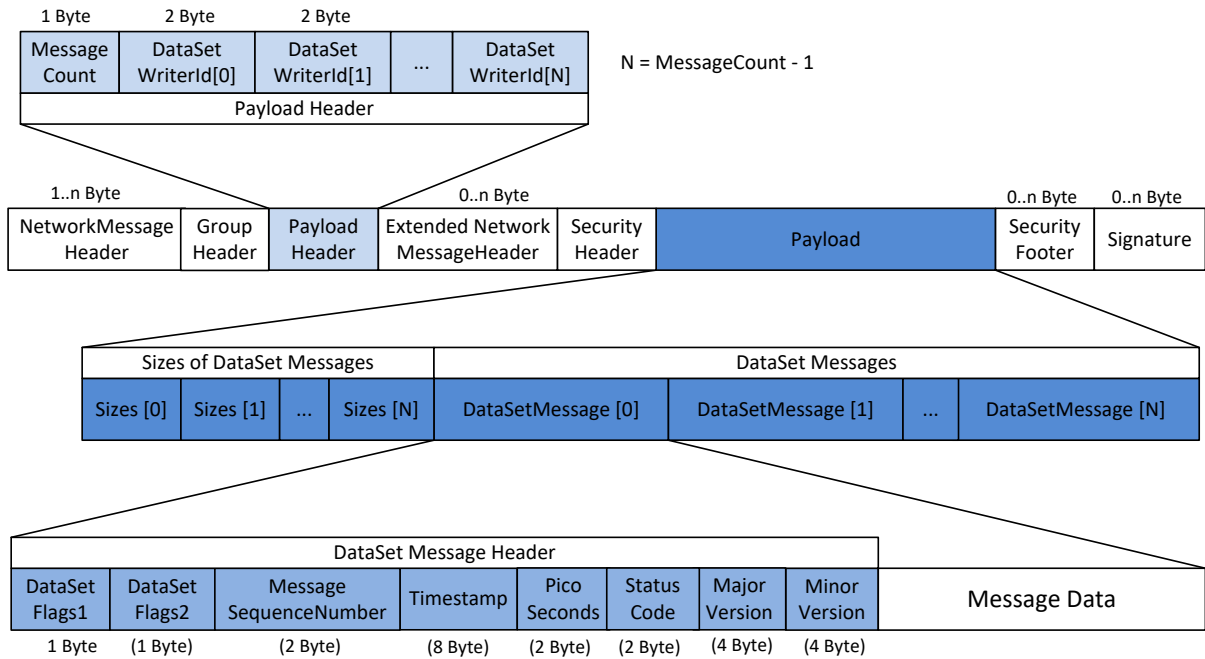 1 Byte 2 Byte 2 Byte
Message DataSet DataSet ... DataSet
Count WriterId[0] WriterId[1] WriterId[N]
N = MessageCount - 1
Payload Header
1..n Byte 0..n Byte 0..n Byte 0..n Byte
NetworkMessage Group Payload Extended Network Security Payload Security Signature
Header Header Header MessageHeader Header Footer
Sizes of DataSet Messages DataSet Messages
Sizes [0] Sizes [1] ... Sizes [N] DataSetMessage [0] DataSetMessage [1] ... DataSetMessage [N]
DataSet Message Header
DataSet DataSet Message Timestamp Pico Status Major Minor Message Data
Flags1 Flags2 SequenceNumber Seconds Code Version Version
1 Byte (1 Byte) (2 Byte) (8 Byte) (2 Byte) (2 Byte) (4 Byte) (4 Byte)